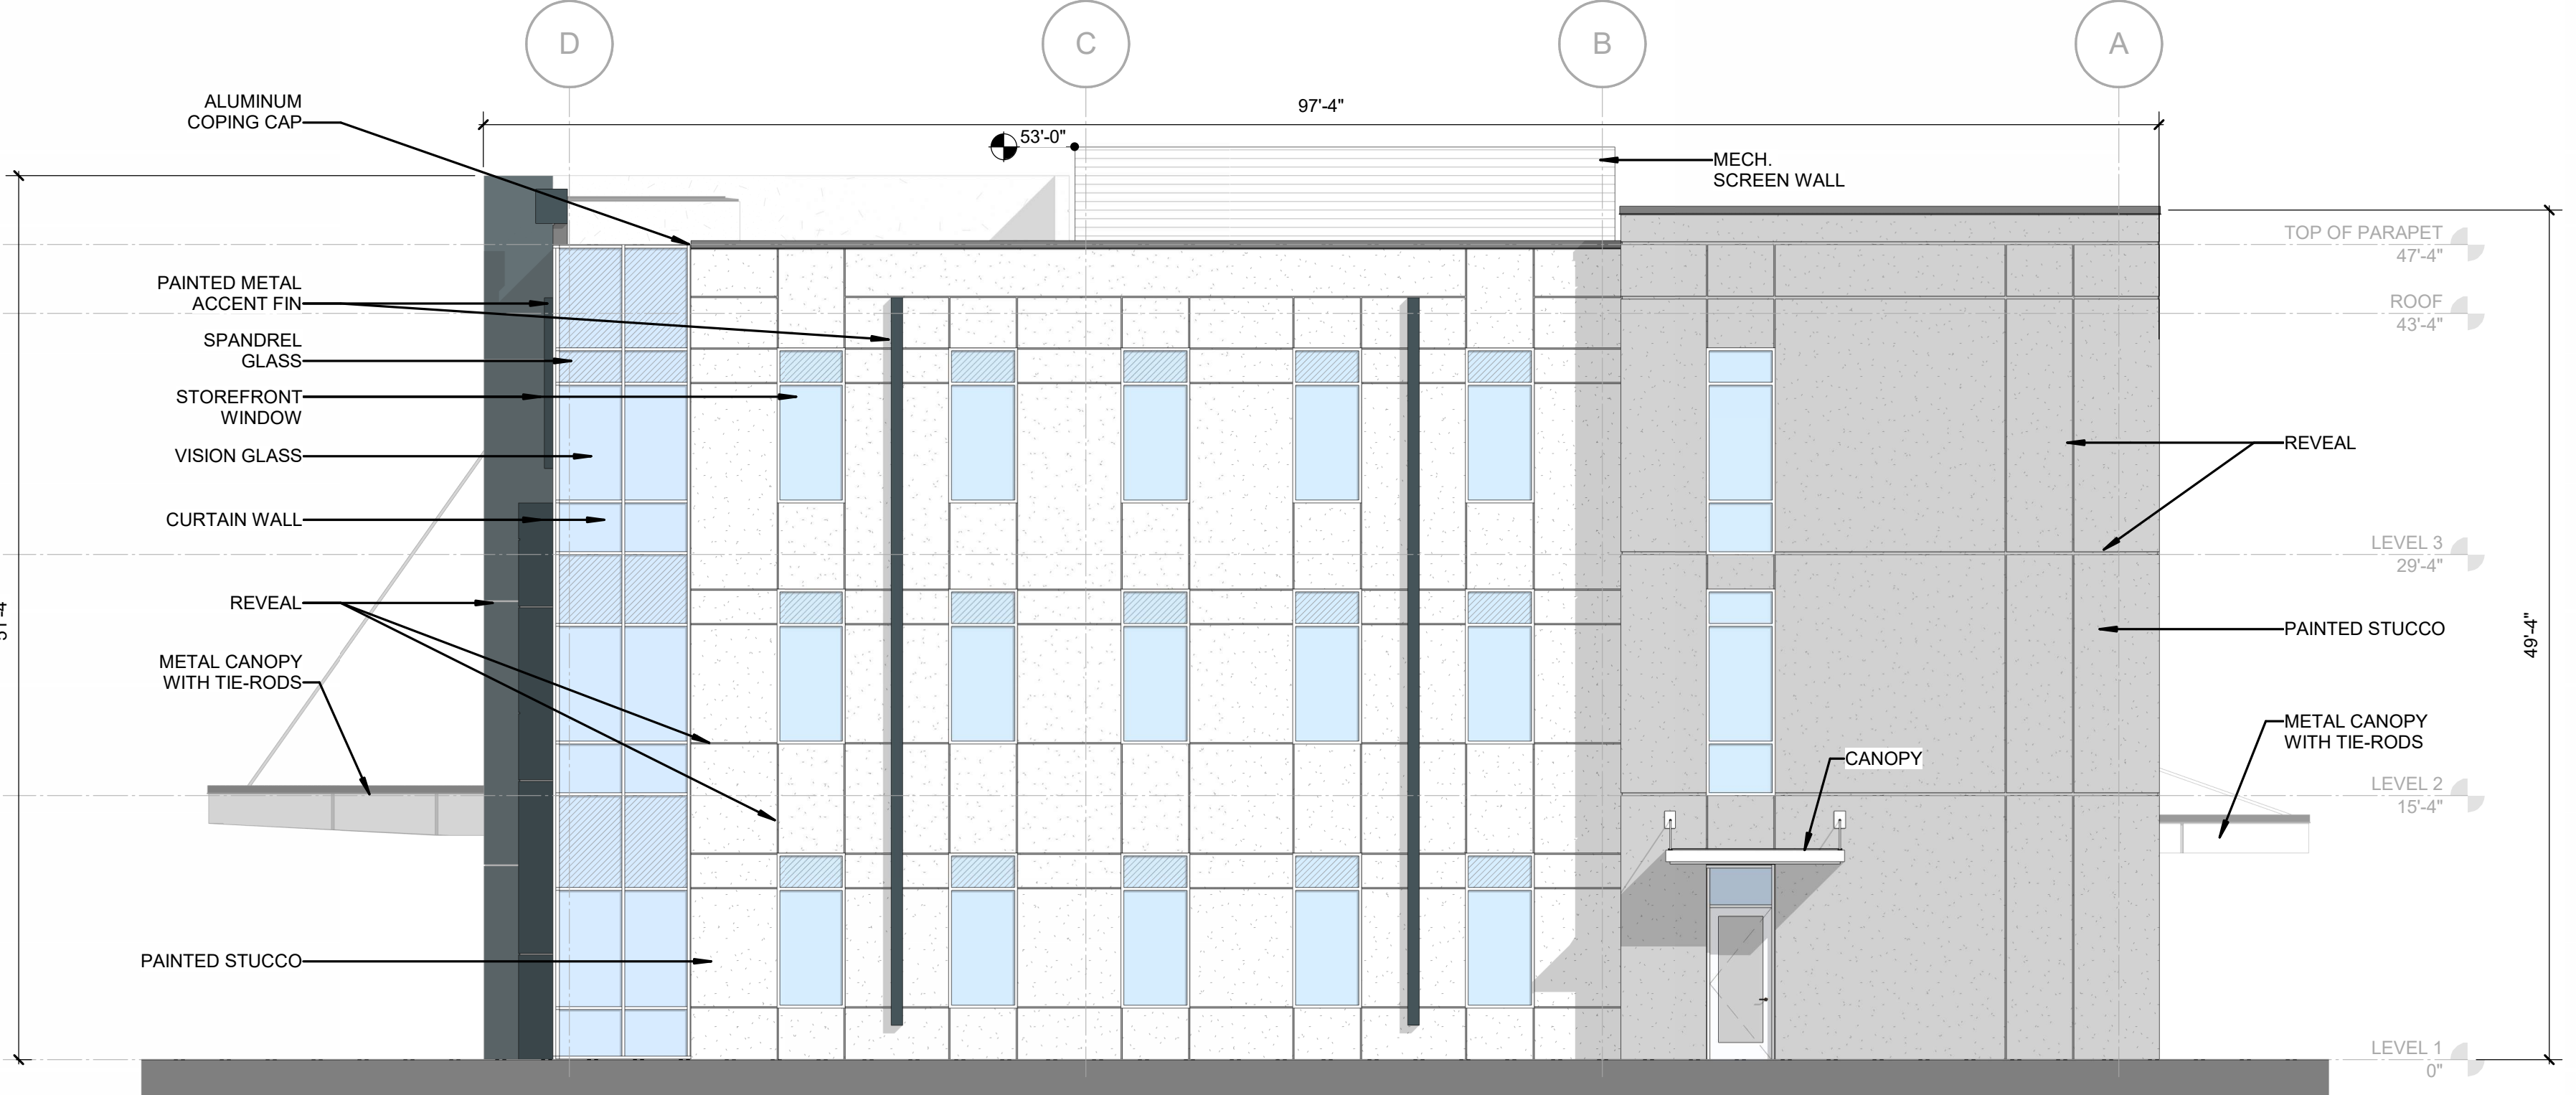 D
C
B
A
97'-4"
53'-0"
ALUMINUM
COPING CAP
MECH.
SCREEN WALL
TOP OF PARAPET
47'-4"
PAINTED METAL
ACCENT FIN
ROOF
43'-4"
SPANDREL
GLASS
STOREFRONT
WINDOW
VISION GLASS
REVEAL
CURTAIN WALL
LEVEL 3
29'-4"
REVEAL
PAINTED STUCCO
49'-4"
METAL CANOPY
WITH TIE-RODS
METAL CANOPY
WITH TIE-RODS
CANOPY
LEVEL 2
15'-4"
PAINTED STUCCO
LEVEL 1
0"